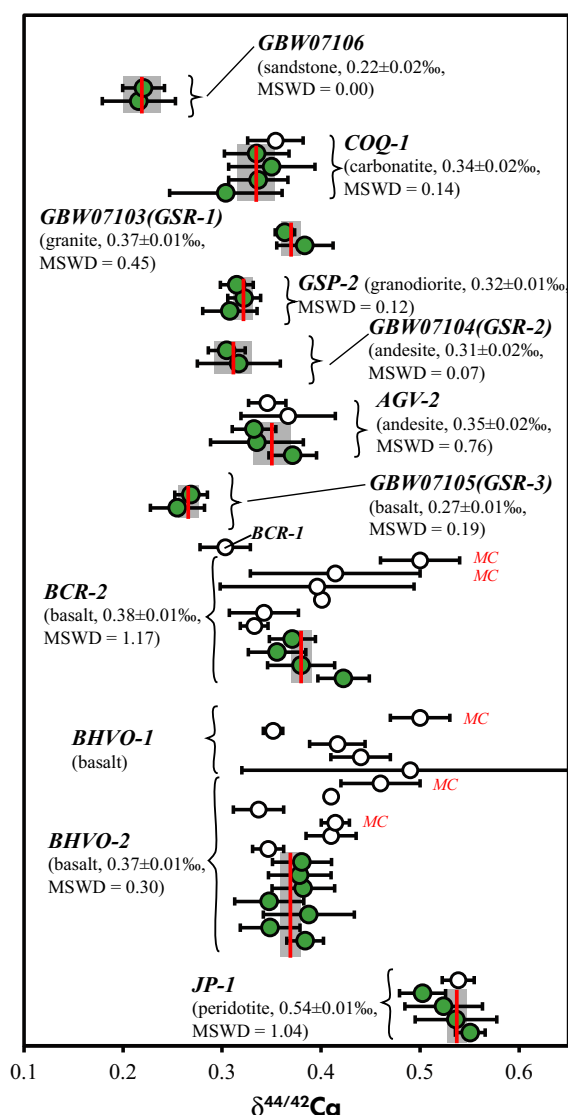 GBW07106
(sandstone, 0.22±0.02‰,
MSWD = 0.00)
COQ-1
(carbonatite, 0.34±0.02‰,
MSWD = 0.14)
GBW07103(GSR-1)
(granite, 0.37±0.01‰,
MSWD = 0.45)
GSP-2 (granodiorite, 0.32±0.01‰,
MSWD = 0.12)
GBW07104(GSR-2)
(andesite, 0.31±0.02‰,
MSWD = 0.07)
AGV-2
(andesite, 0.35±0.02‰,
MSWD = 0.76)
GBW07105(GSR-3)
(basalt, 0.27±0.01‰,
MSWD = 0.19)
BCR-1
MC
MC
BCR-2
(basalt, 0.38±0.01‰,
MSWD = 1.17)
MC
BHVO-1
(basalt)
MC
MC
BHVO-2
(basalt, 0.37±0.01‰,
MSWD = 0.30)
JP-1
(peridotite, 0.54±0.01‰,
MSWD = 1.04)
0.1 0.2 0.3 0.4 0.5 0.6
δ44/42Ca